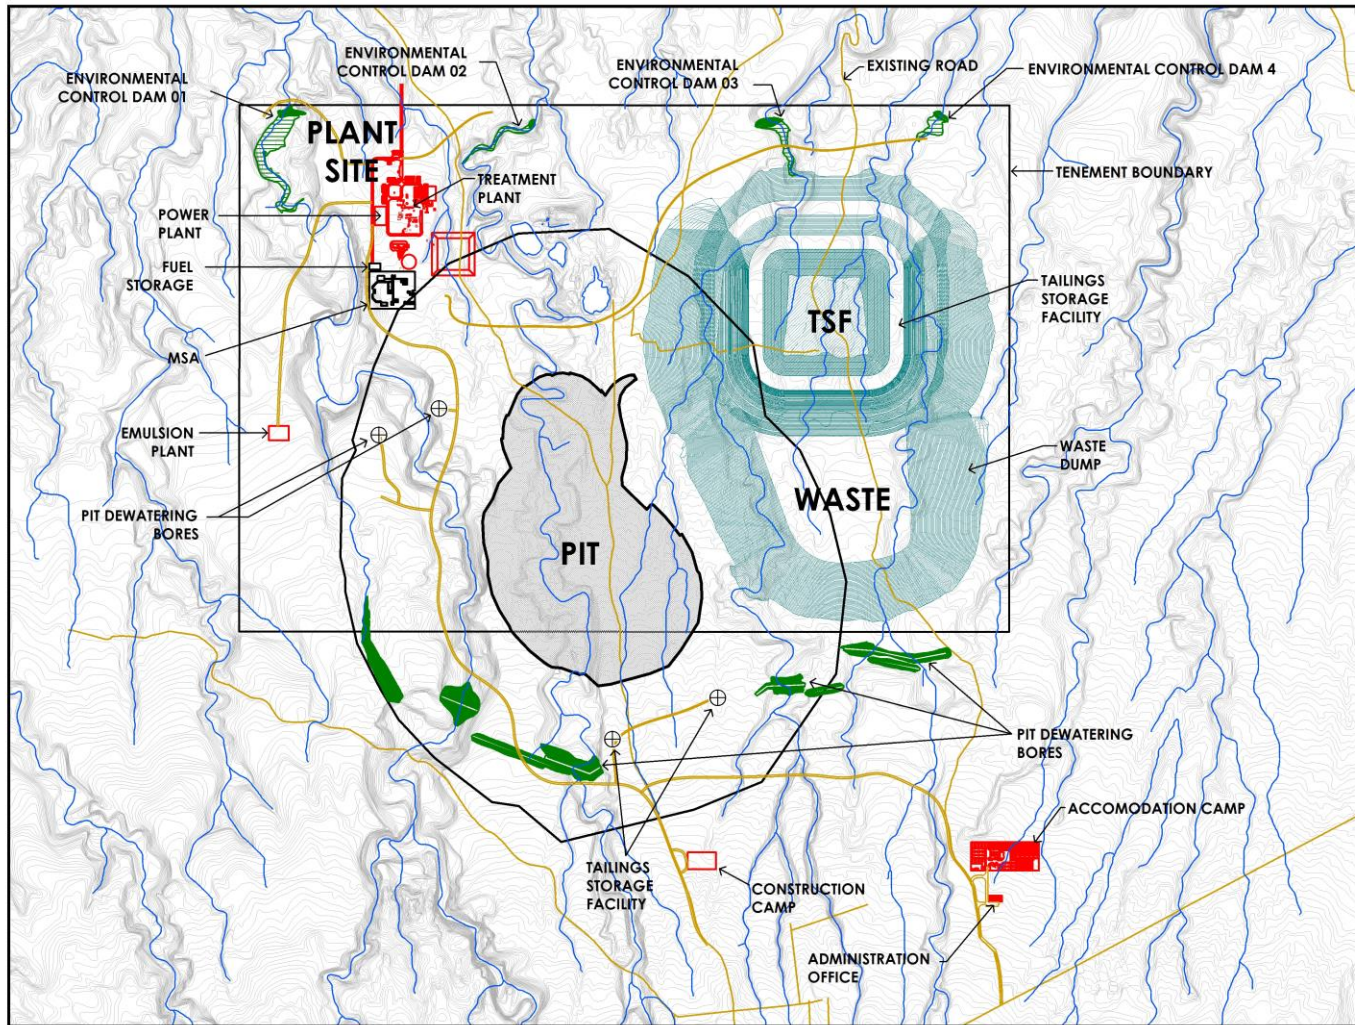 ENVIRONMENTAL
CONTROL DAM 01
ENVIRONMENTAL
CONTROL DAM 02
ENVIRONMENTAL
CONTROL DAM 03
EXISTING ROAD
ENVIRONMENTAL CONTROL DAM 4
PLANT
SITE
TREATMENT
PLANT
TENEMENT BOUNDARY
POWER
PLANT
FUEL
STORAGE
TAILINGS
STORAGE
FACILITY
TSF
MSA
EMULSION
PLANT
WASTE
DUMP
WASTE
PIT DEWATERING
BORES
PIT
PIT DEWATERING
BORES
ACCOMODATION CAMP
TAILINGS
STORAGE
FACILITY
CONSTRUCTION
CAMP
ADMINISTRATION
OFFICE